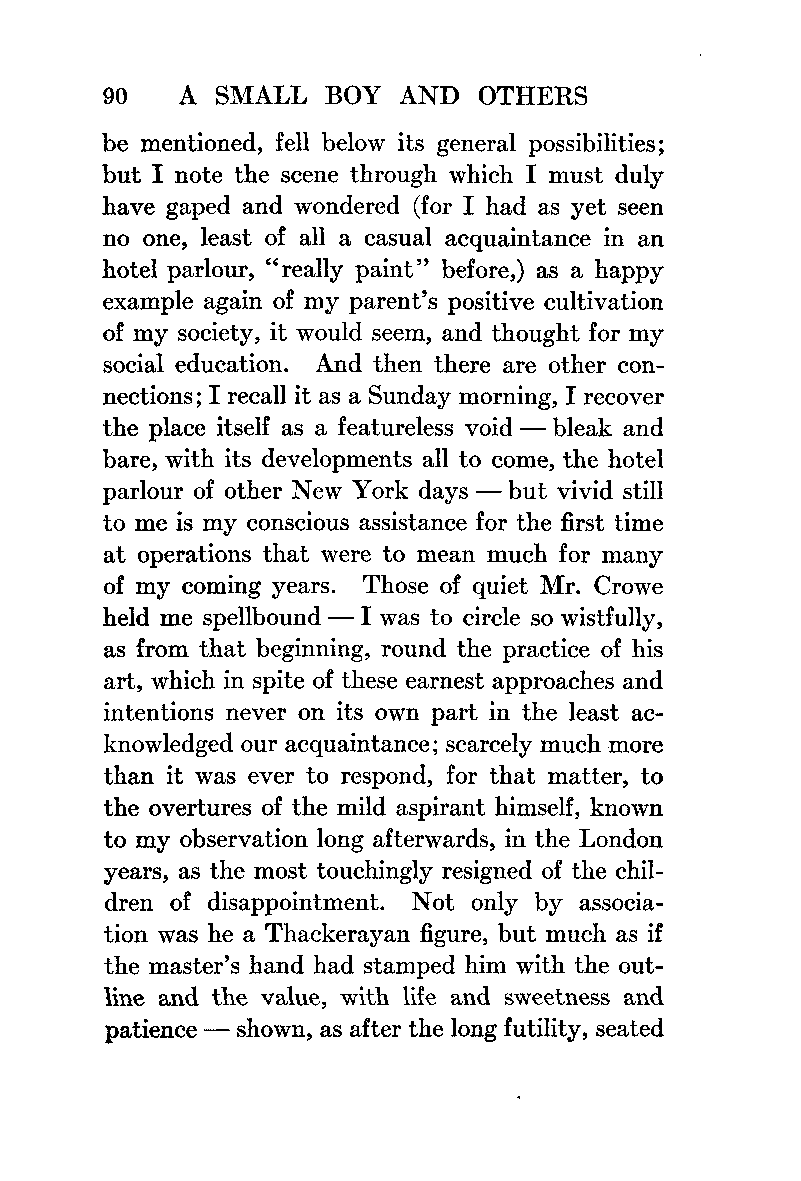 90 A SMALL BOY AND OTHERS
be mentioned, fell below its general possibilities;
but I note the scene through which I must duly
have gaped and wondered (for I had as yet seen
no one, least of all a casual acquaintance in an
hotel parlour, “really paint” before,) as a happy
example again of my parent's positive cultivation
of my society, it would seem, and thought for my
social education. And then there are other con-
nections; I recall it as a Sunday morning, I recover
the place itself as a featureless void — bleak and
bare, with its developments all to come, the hotel
parlour of other New York days — but vivid still
to me is my conscious assistance for the first time
at operations that were to mean much for many
of my coming years. Those of quiet Mr. Crowe
held me spellbound — I was to circle so wistfully,
as from that beginning, round the practice of his
art, which in spite of these earnest approaches and
intentions never on its own part in the least ac-
knowledged our acquaintance; scarcely much more
than it was ever to respond, for that matter, to
the overtures of the mild aspirant himself, known
to my observation long afterwards, in the London
years, as the most touchingly resigned of the chil-
dren of disappointment. Not only by associa-
tion was he a Thackerayan figure, but much as if
the master's hand had stamped him with the out-
line and the value, with life and sweetness and
patience — shown, as after the long futility, seated